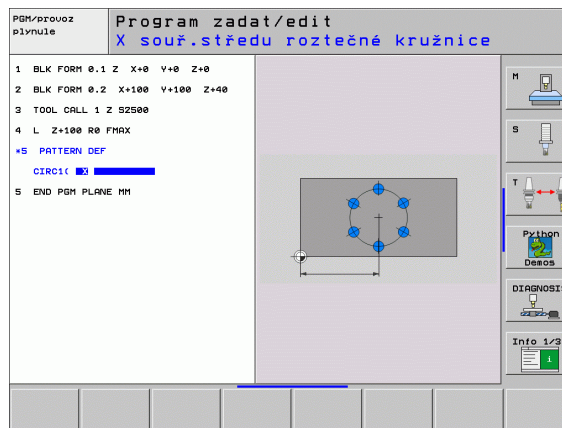 PGM/provoz
plynule
Program zadat/edit
X souř.středu roztečné kružnice
1 BLK FORM 0.1 Z X+0 Y+0 Z+0
2 BLK FORM 0.2 X+100 Y+100 Z+40
3 TOOL CALL 1 Z S2500
4 L Z+100 R0 FMAX
*5 PATTERN DEF
CIRC1( X
5 END PGM PLANE MM
M
S
T
Python
Demos
DIAGNOSI
Info 1/3
i